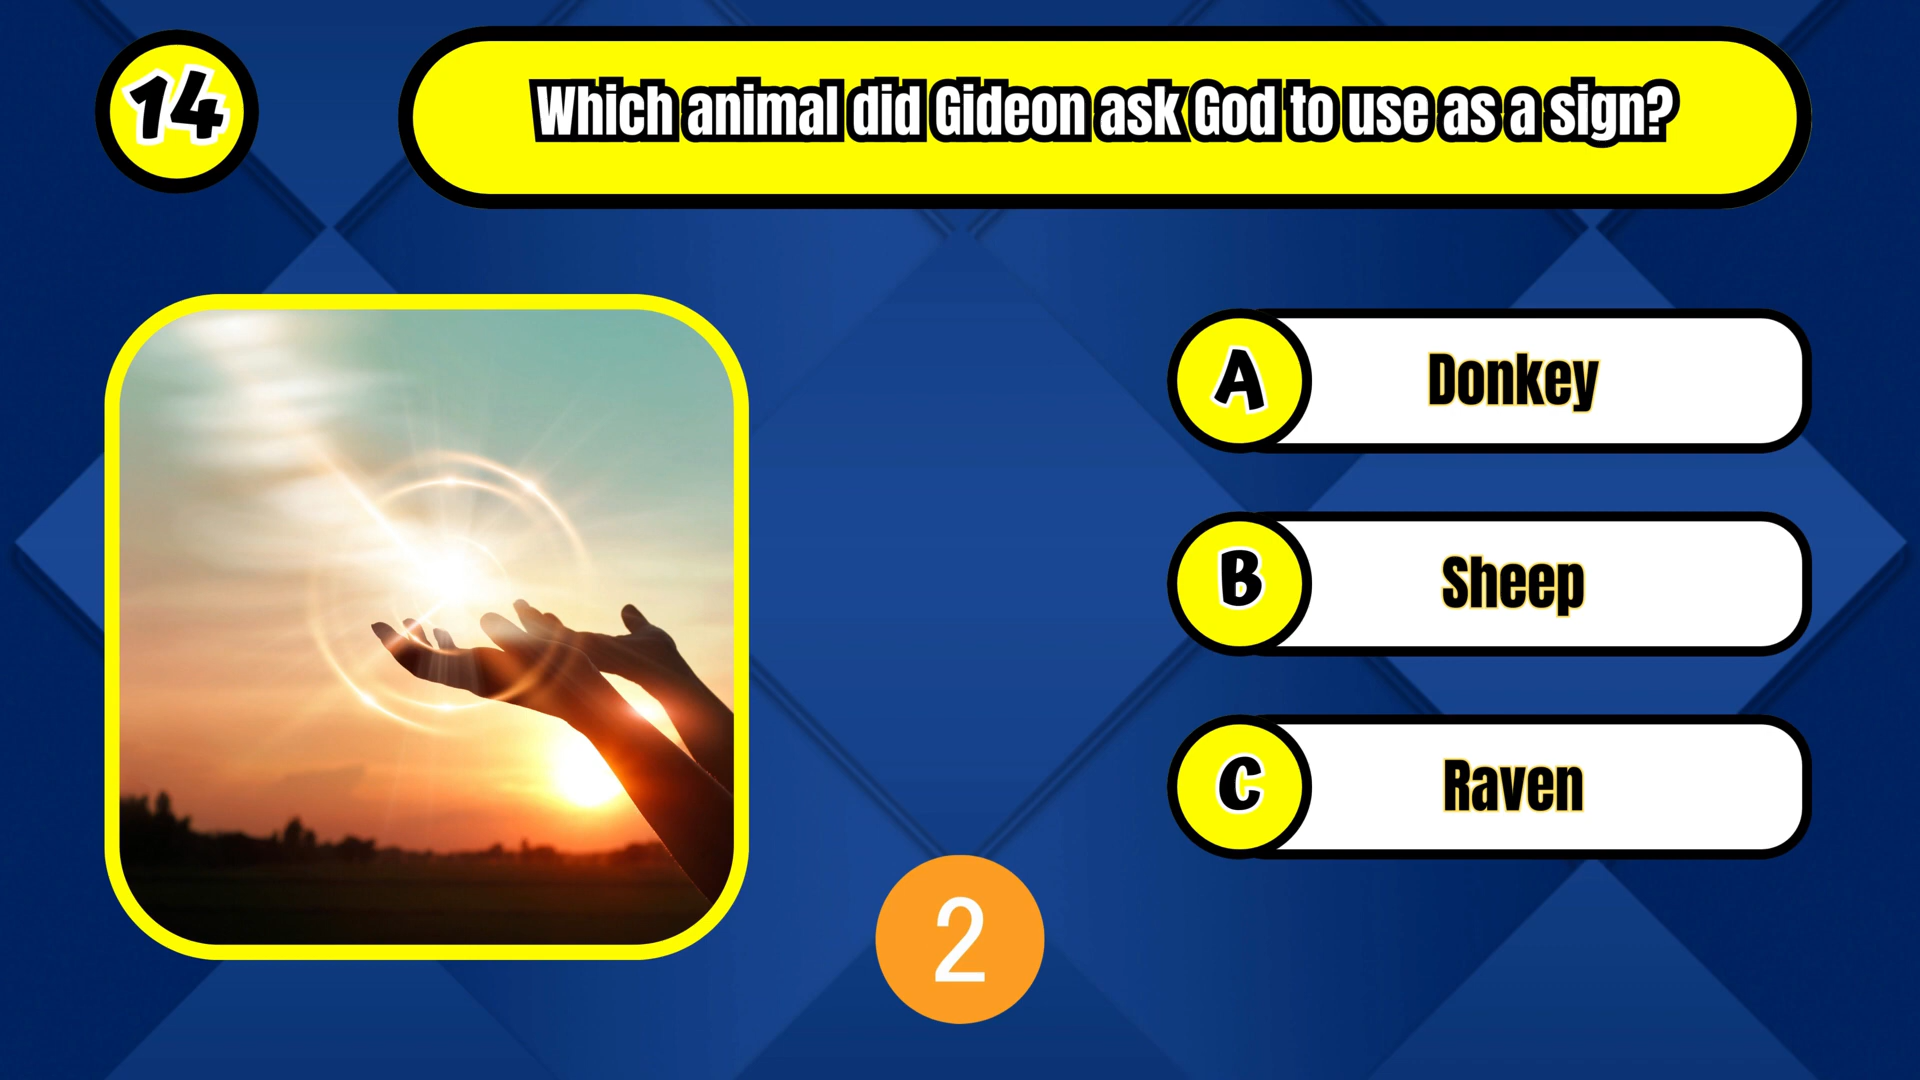 14
Which animal did Gideon ask God to use as a sign?
A
Donkey
B
Sheep
C
Raven
2